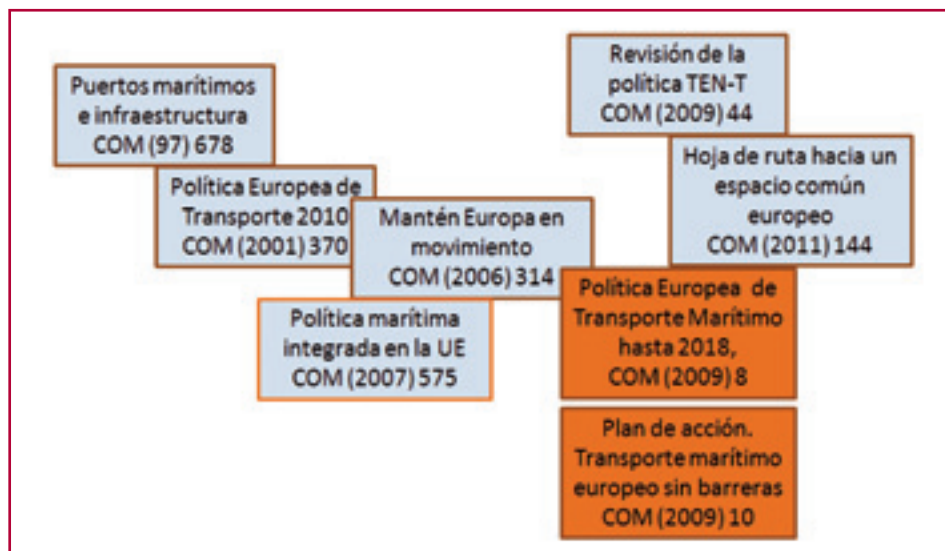 Puertos marítimos
e infraestructura
COM (97) 678
Política Europea de
Transporte 2010
COM (2001) 370
Mantén Europa en
movimiento
COM (2006) 314
Política marítima
integrada en la UE
COM (2007) 575
Revisión de la
política TEN-T
COM (2009) 44
Hoja de ruta hacia un
espacio común
europeo
COM (2011) 144
Política Europea de
Transporte Marítimo
hasta 2018,
COM (2009) 8
Plan de acción.
Transporte marítimo
europeo sin barreras
COM (2009) 10